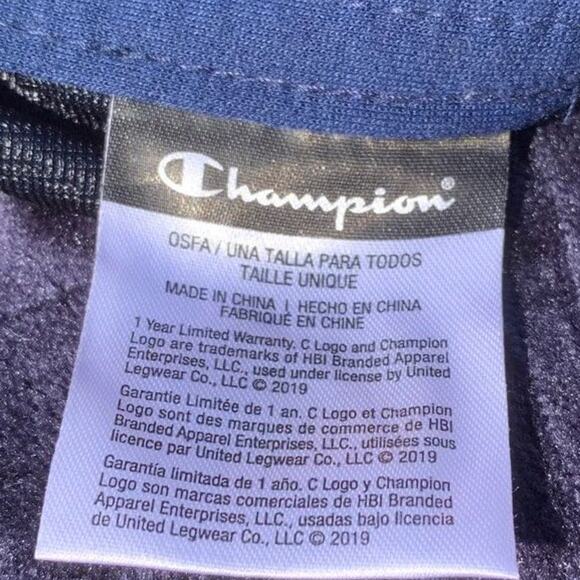 Champion®
OSFA / UNA TALLA PARA TODOS
TAILLE UNIQUE
MADE IN CHINA | HECHO EN CHINA
FABRIQUÉ EN CHINE
1 Year Limited Warranty. C Logo and Champion
Logo are trademarks of HBI Branded Apparel
Enterprises, LLC., used under license by United
Legwear Co., LLC © 2019
Garantie Limitée de 1 an. C Logo et Champion
Logo sont des marques de commerce de HBI
Branded Apparel Enterprises, LLC., utilisées sous
licence par United Legwear Co., LLC © 2019
Garantía limitada de 1 año. C Logo y Champion
Logo son marcas comerciales de HBI Branded
Apparel Enterprises, LLC., usadas bajo licencia
de United Legwear Co., LLC © 2019